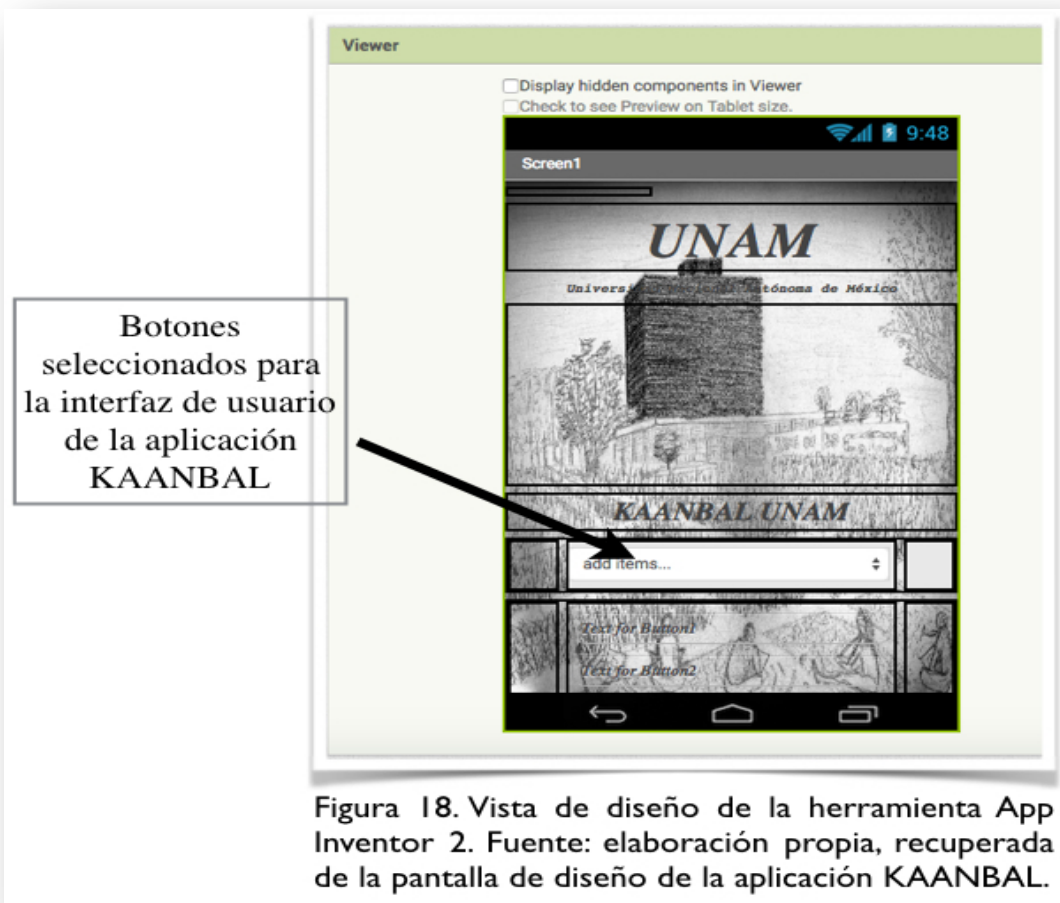 Viewer
Display hidden components in Viewer
Check to see Preview on Tablet size.
9:48
Screen1
UNAM
Autónoma de México
Botones
seleccionados para
la interfaz de usuario
de la aplicación
KAANBAL
KAANBAL UNAM
add items...
Text for Button1
Text for Button2
Figura 18. Vista de diseño de la herramienta App
Inventor 2. Fuente: elaboración propia, recuperada
de la pantalla de diseño de la aplicación KAANBAL.